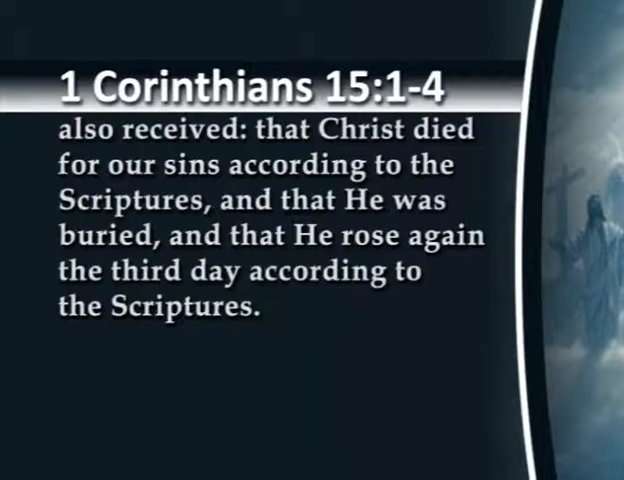 1 Corinthians 15:1-4
also received: that Christ died
for our sins according to the
Scriptures, and that He was
buried, and that He rose again
the third day according to
the Scriptures.